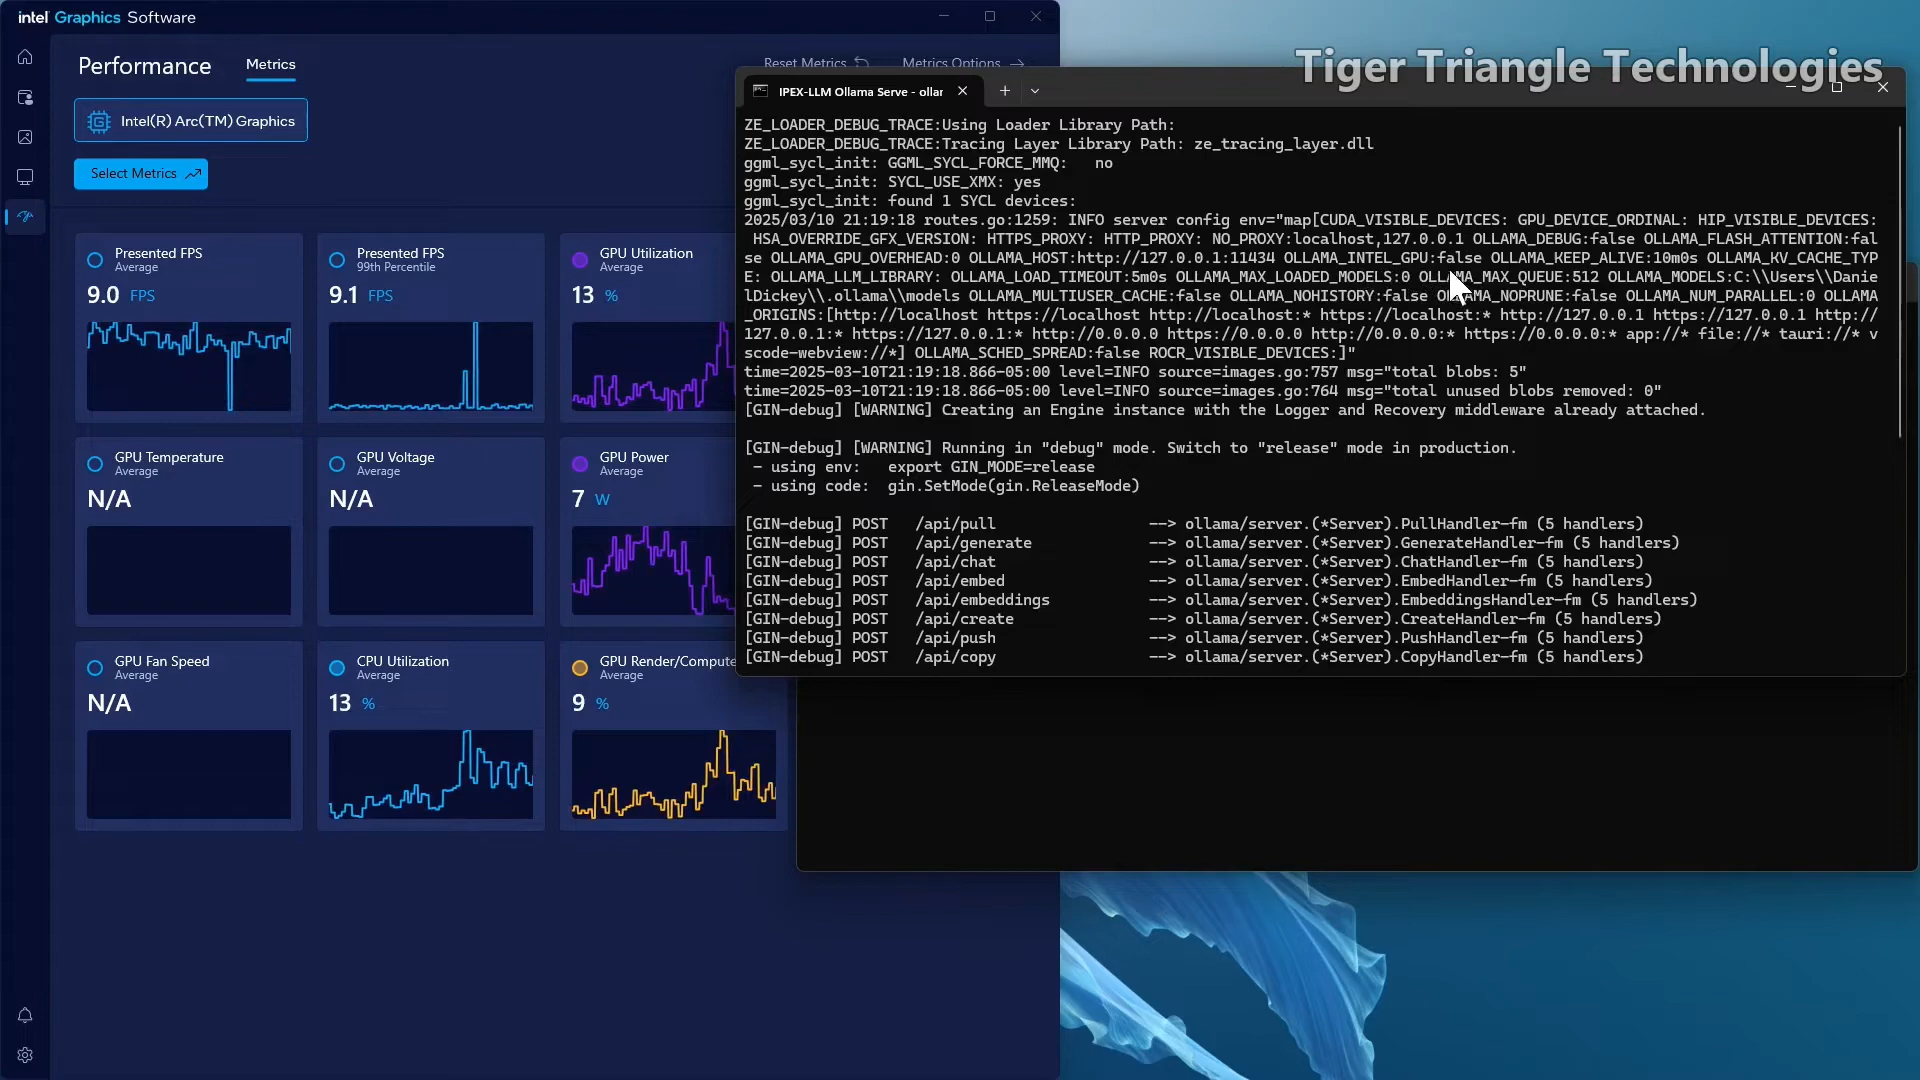 intel Graphics Software
Performance
Metrics
Reset Metrics
Metrics Options
Intel(R) Arc(TM) Graphics
Select Metrics
Presented FPS
Average
9.0 FPS
Presented FPS
99th Percentile
9.1 FPS
GPU Utilization
Average
13 %
GPU Temperature
Average
N/A
GPU Voltage
Average
N/A
GPU Power
Average
7 W
GPU Fan Speed
Average
N/A
CPU Utilization
Average
13 %
GPU Render/Compute
Average
9 %
Tiger Triangle Technologies
IPEX-LLM Ollama Serve - ollar
ZE_LOADER_DEBUG_TRACE:Using Loader Library Path:
ZE_LOADER_DEBUG_TRACE:Tracing Layer Library Path: ze_tracing_layer.dll
ggml_sycl_init: GGML_SYCL_FORCE_MMQ:   no
ggml_sycl_init: SYCL_USE_XMX: yes
ggml_sycl_init: found 1 SYCL devices:
2025/03/10 21:19:18 routes.go:1259: INFO server config env="map[CUDA_VISIBLE_DEVICES: GPU_DEVICE_ORDINAL: HIP_VISIBLE_DEVICES:
HSA_OVERRIDE_GFX_VERSION: HTTPS_PROXY: HTTP_PROXY: NO_PROXY:localhost,127.0.0.1 OLLAMA_DEBUG:false OLLAMA_FLASH_ATTENTION:fal
se OLLAMA_GPU_OVERHEAD:0 OLLAMA_HOST:http://127.0.0.1:11434 OLLAMA_INTEL_GPU:false OLLAMA_KEEP_ALIVE:10m0s OLLAMA_KV_CACHE_TYP
E: OLLAMA_LLM_LIBRARY: OLLAMA_LOAD_TIMEOUT:5m0s OLLAMA_MAX_LOADED_MODELS:0 OLLAMA_MAX_QUEUE:512 OLLAMA_MODELS:C:\\Users\\Danie
lDickey\\.ollama\\models OLLAMA_MULTIUSER_CACHE:false OLLAMA_NOHISTORY:false OLLAMA_NOPRUNE:false OLLAMA_NUM_PARALLEL:0 OLLAMA
_ORIGINS:[http://localhost https://localhost http://localhost:* https://localhost:* http://127.0.0.1 https://127.0.0.1 http://
127.0.0.1:* https://127.0.0.1:* http://0.0.0.0 https://0.0.0.0 http://0.0.0.0:* https://0.0.0.0:* app://* file://* tauri://* v
scode-webview://*] OLLAMA_SCHED_SPREAD:false ROCR_VISIBLE_DEVICES:]"
time=2025-03-10T21:19:18.866-05:00 level=INFO source=images.go:757 msg="total blobs: 5"
time=2025-03-10T21:19:18.866-05:00 level=INFO source=images.go:764 msg="total unused blobs removed: 0"
[GIN-debug] [WARNING] Creating an Engine instance with the Logger and Recovery middleware already attached.
[GIN-debug] [WARNING] Running in "debug" mode. Switch to "release" mode in production.
- using env:   export GIN_MODE=release
- using code:  gin.SetMode(gin.ReleaseMode)
[GIN-debug] POST   /api/pull                 --> ollama/server.(*Server).PullHandler-fm (5 handlers)
[GIN-debug] POST   /api/generate             --> ollama/server.(*Server).GenerateHandler-fm (5 handlers)
[GIN-debug] POST   /api/chat                 --> ollama/server.(*Server).ChatHandler-fm (5 handlers)
[GIN-debug] POST   /api/embed                --> ollama/server.(*Server).EmbedHandler-fm (5 handlers)
[GIN-debug] POST   /api/embeddings           --> ollama/server.(*Server).EmbeddingsHandler-fm (5 handlers)
[GIN-debug] POST   /api/create               --> ollama/server.(*Server).CreateHandler-fm (5 handlers)
[GIN-debug] POST   /api/push                 --> ollama/server.(*Server).PushHandler-fm (5 handlers)
[GIN-debug] POST   /api/copy                 --> ollama/server.(*Server).CopyHandler-fm (5 handlers)